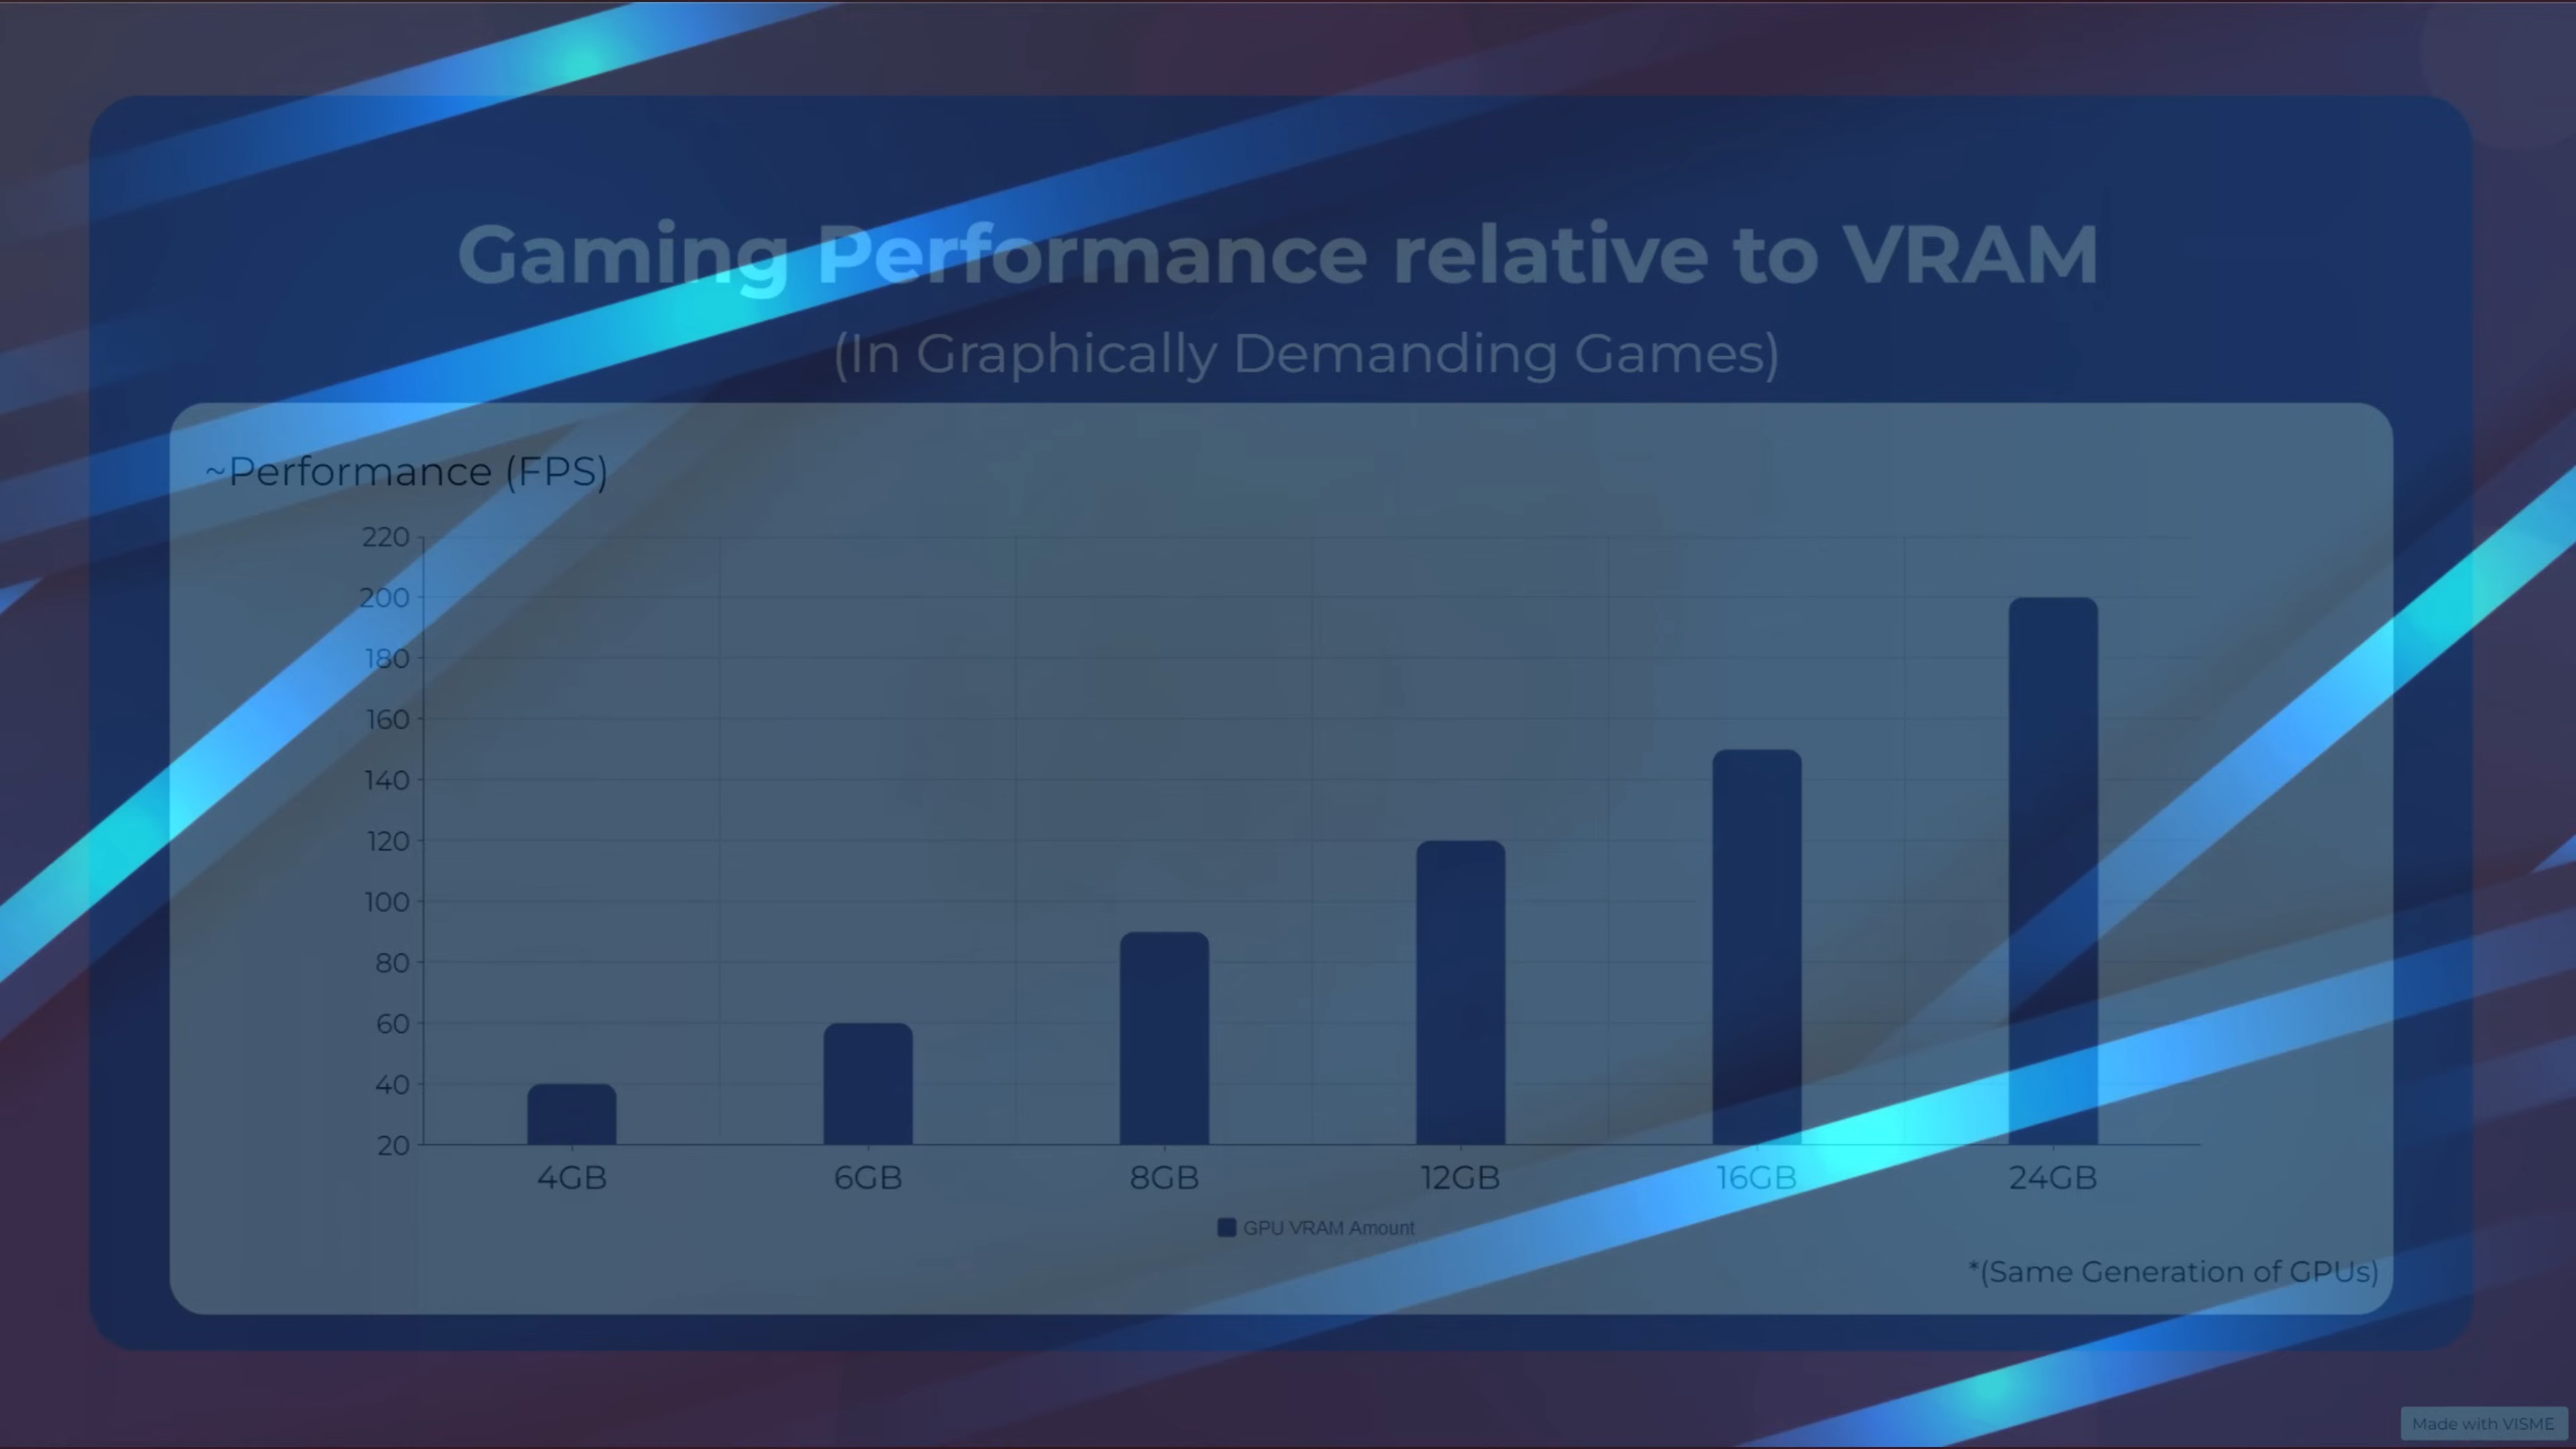 Gaming Performance relative to VRAM
(In Graphically Demanding Games)
~Performance (FPS)
220
200
180
160
140
120
100
80
60
40
20
4GB 6GB 8GB 12GB 16GB 24GB
GPU VRAM Amount
*(Same Generation of GPUs)
Made with VISME